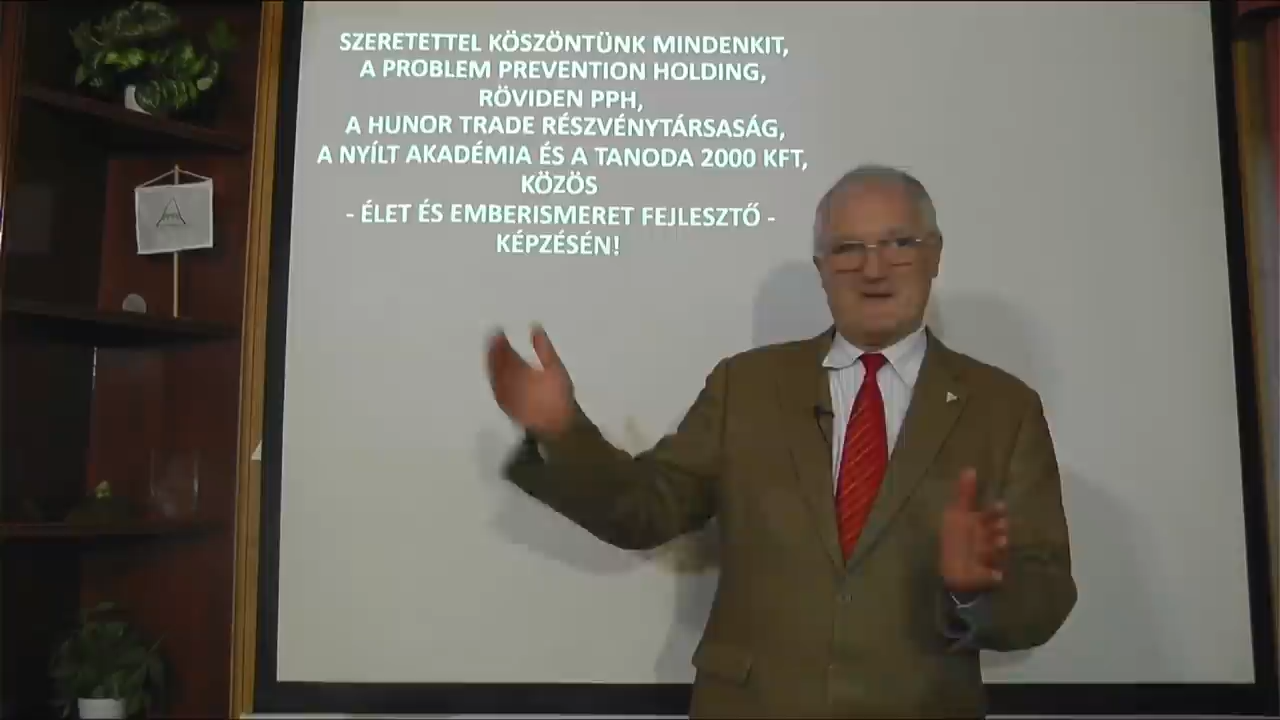 SZERETETTEL KÖSZÖNTÜNK MINDENKIT,
A PROBLEM PREVENTION HOLDING,
RÖVIDEN PPH,
A HUNOR TRADE RÉSZVÉNYTÁRSASÁG,
A NYÍLT AKADÉMIA ÉS A TANODA 2000 KFT,
KÖZÖS
- ÉLET ÉS EMBERISMERET FEJLESZTŐ -
KÉPZÉSÉN!